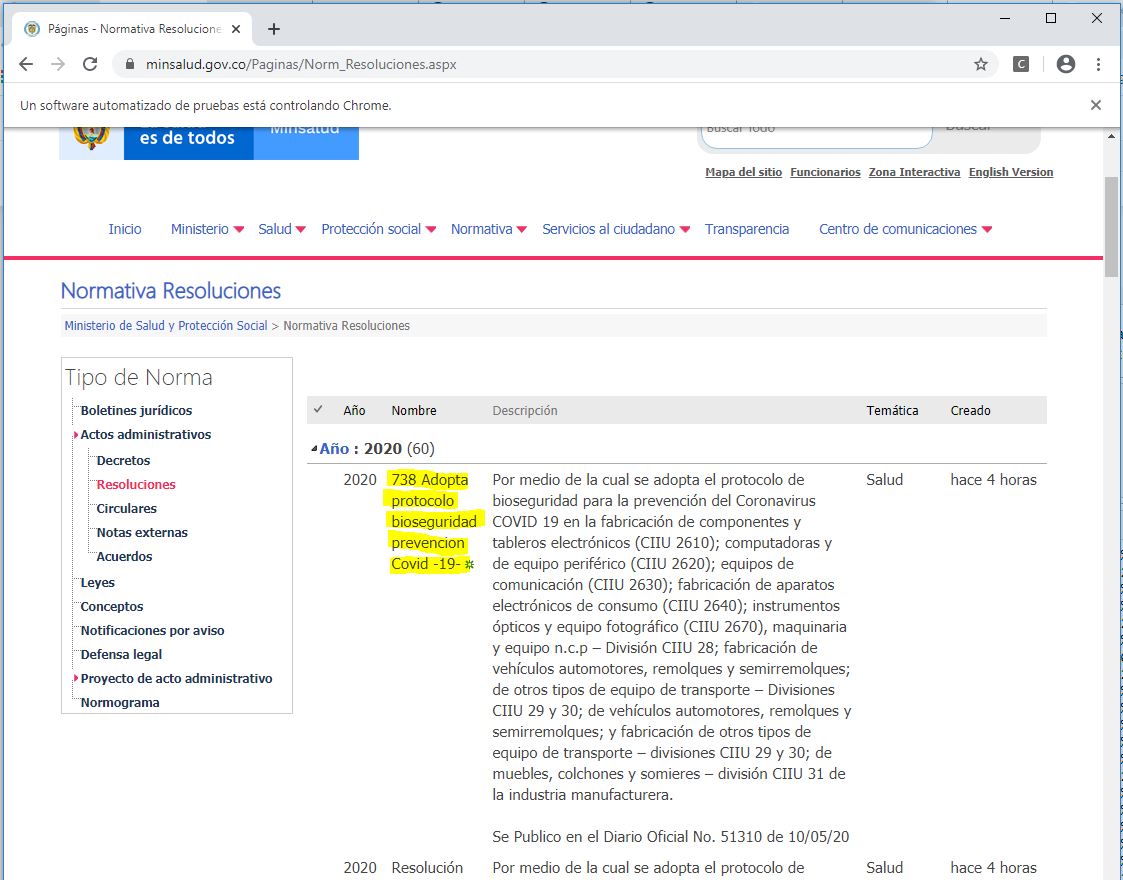 Páginas - Normativa Resolucione
minsalud.gov.co/Paginas/Norm_Resoluciones.aspx
C
Un software automatizado de pruebas está controlando Chrome.
es de todos
Minsalud
Buscar Todo
Buscar
Mapa del sitio Funcionarios Zona Interactiva English Version
Inicio Ministerio Salud Protección social Normativa Servicios al ciudadano Transparencia Centro de comunicaciones
Normativa Resoluciones
Ministerio de Salud y Protección Social > Normativa Resoluciones
Tipo de Norma
Boletines jurídicos
Actos administrativos
Decretos
Resoluciones
Circulares
Notas externas
Acuerdos
Leyes
Conceptos
Notificaciones por aviso
Defensa legal
Proyecto de acto administrativo
Normograma
Año Nombre Descripción Temática Creado
Año : 2020 (60)
2020
738 Adopta
protocolo
bioseguridad
prevencion
Covid -19-
Por medio de la cual se adopta el protocolo de
bioseguridad para la prevención del Coronavirus
COVID 19 en la fabricación de componentes y
tableros electrónicos (CIIU 2610); computadoras y
de equipo periférico (CIIU 2620); equipos de
comunicación (CIIU 2630); fabricación de aparatos
electrónicos de consumo (CIIU 2640); instrumentos
ópticos y equipo fotográfico (CIIU 2670), maquinaria
y equipo n.c.p – División CIIU 28; fabricación de
vehículos automotores, remolques y semirremolques;
de otros tipos de equipo de transporte – Divisiones
CIIU 29 y 30; de vehículos automotores, remolques y
semirremolques; y fabricación de otros tipos de
equipo de transporte – divisiones CIIU 29 y 30; de
muebles, colchones y somieres – división CIIU 31 de
la industria manufacturera.
Se Publico en el Diario Oficial No. 51310 de 10/05/20
Salud
hace 4 horas
2020 Resolución Por medio de la cual se adopta el protocolo de Salud hace 4 horas